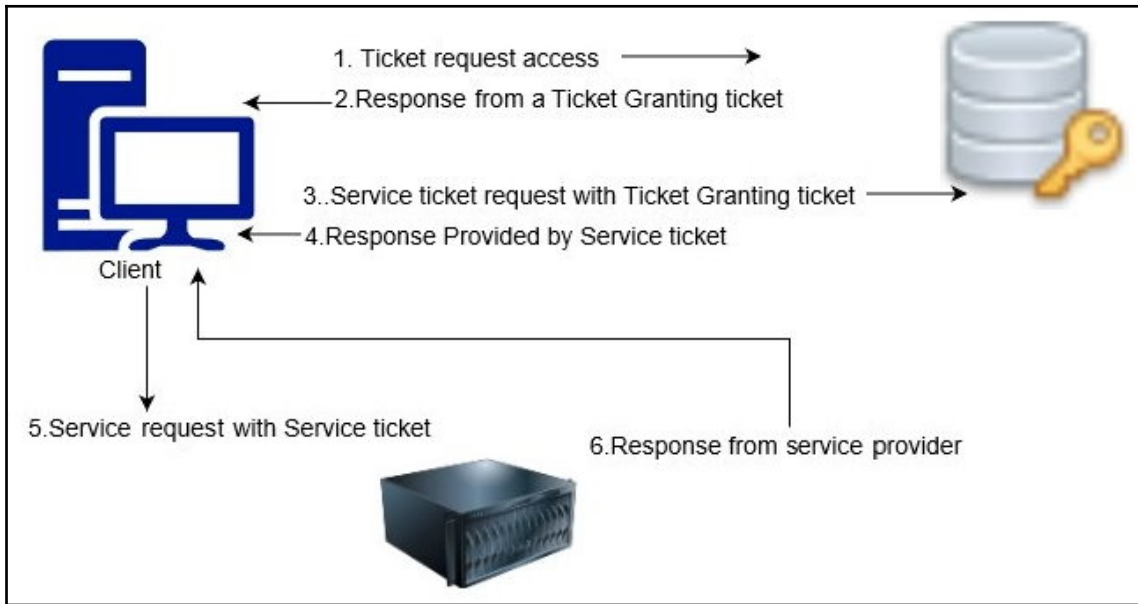 1. Ticket request access
2.Response from a Ticket Granting ticket
3..Service ticket request with Ticket Granting ticket
4.Response Provided by Service ticket
Client
5.Service request with Service ticket
6.Response from service provider